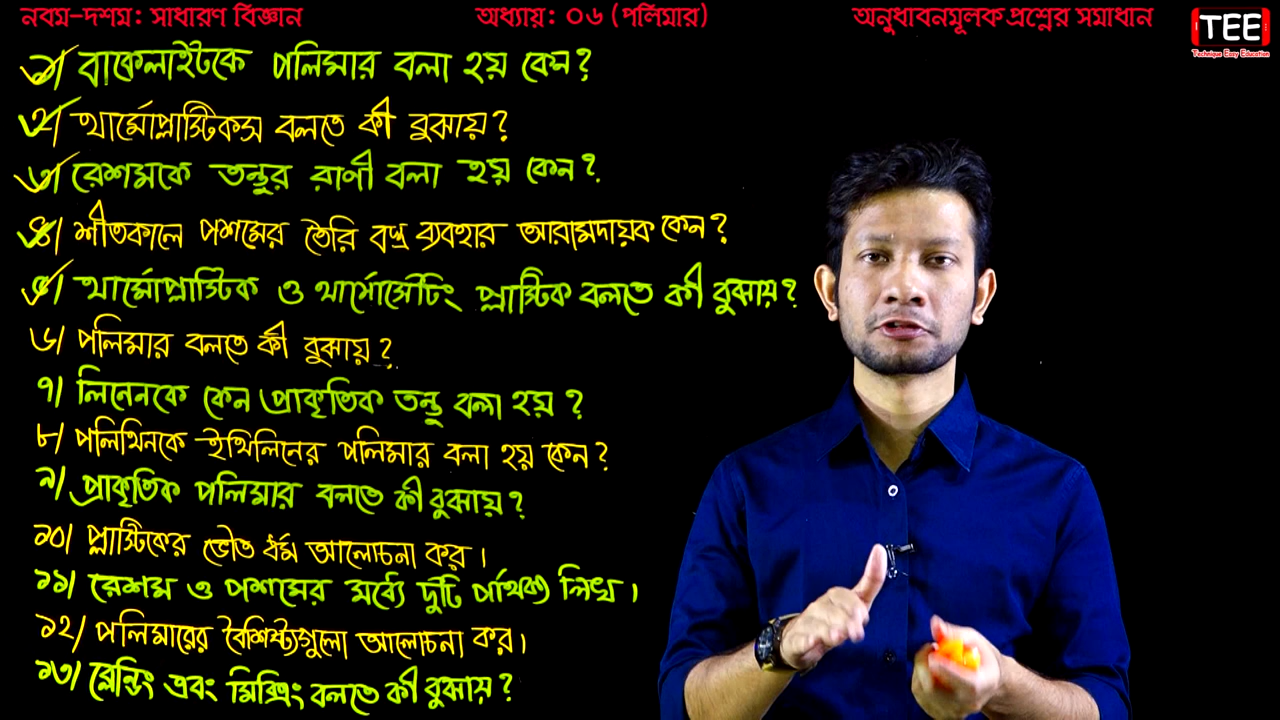 নবম-দশম: সাধারণ বিজ্ঞান
অধ্যায়: ০৬ (পলিমার)
অনুধাবনমূলক প্রশ্নের সমাধান
TEE
Technique Easy Education
১। বাকেলাইটকে পলিমার বলা হয় কেন?
২। থার্মোপ্লাস্টিকস বলতে কী বুঝায়?
৩। রেশমকে তন্তুর রাণী বলা হয় কেন?
৪। শীতকালে পশমের তৈরি বস্ত্র ব্যবহার আরামদায়ক কেন?
৫। থার্মোপ্লাস্টিক ও থার্মোসেটিং প্লাস্টিক বলতে কী বুঝায়?
৬। পলিমার বলতে কী বুঝায়?
৭। লিনেনকে কেন প্রাকৃতিক তন্তু বলা হয়?
৮। পলিথিনকে ইথিলিনের পলিমার বলা হয় কেন?
৯। প্রাকৃতিক পলিমার বলতে কী বুঝায়?
১০। প্লাস্টিকের ভৌত ধর্ম আলোচনা কর।
১১। রেশম ও পশমের মধ্যে দুটি পার্থক্য লিখ।
১২। পলিমারের বৈশিষ্ট্যগুলো আলোচনা কর।
১৩। ব্লেন্ডিং এবং মিক্সিং বলতে কী বুঝায়?